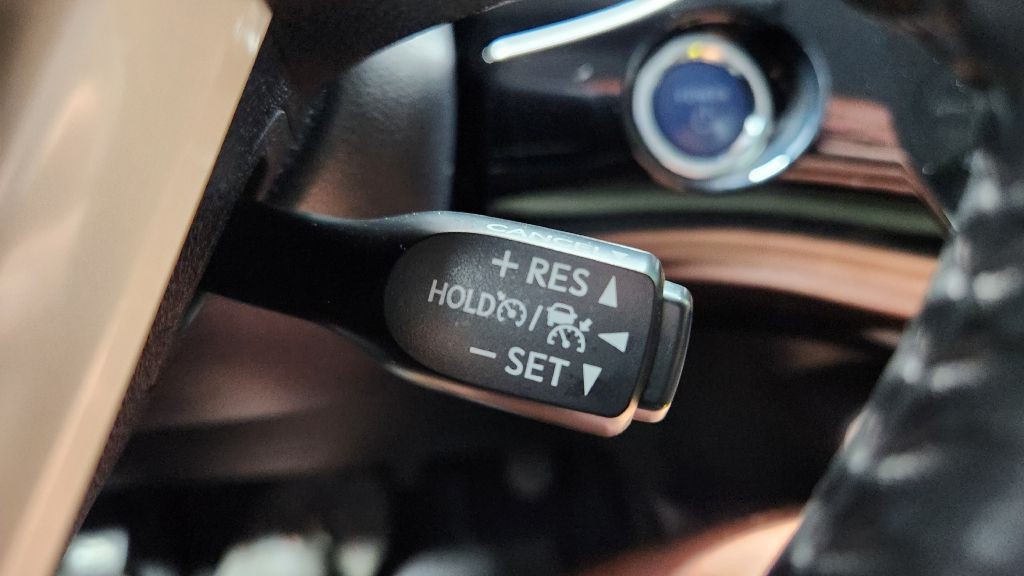 CANCEL
+ RES ▲
HOLD / ◀
− SET ▼